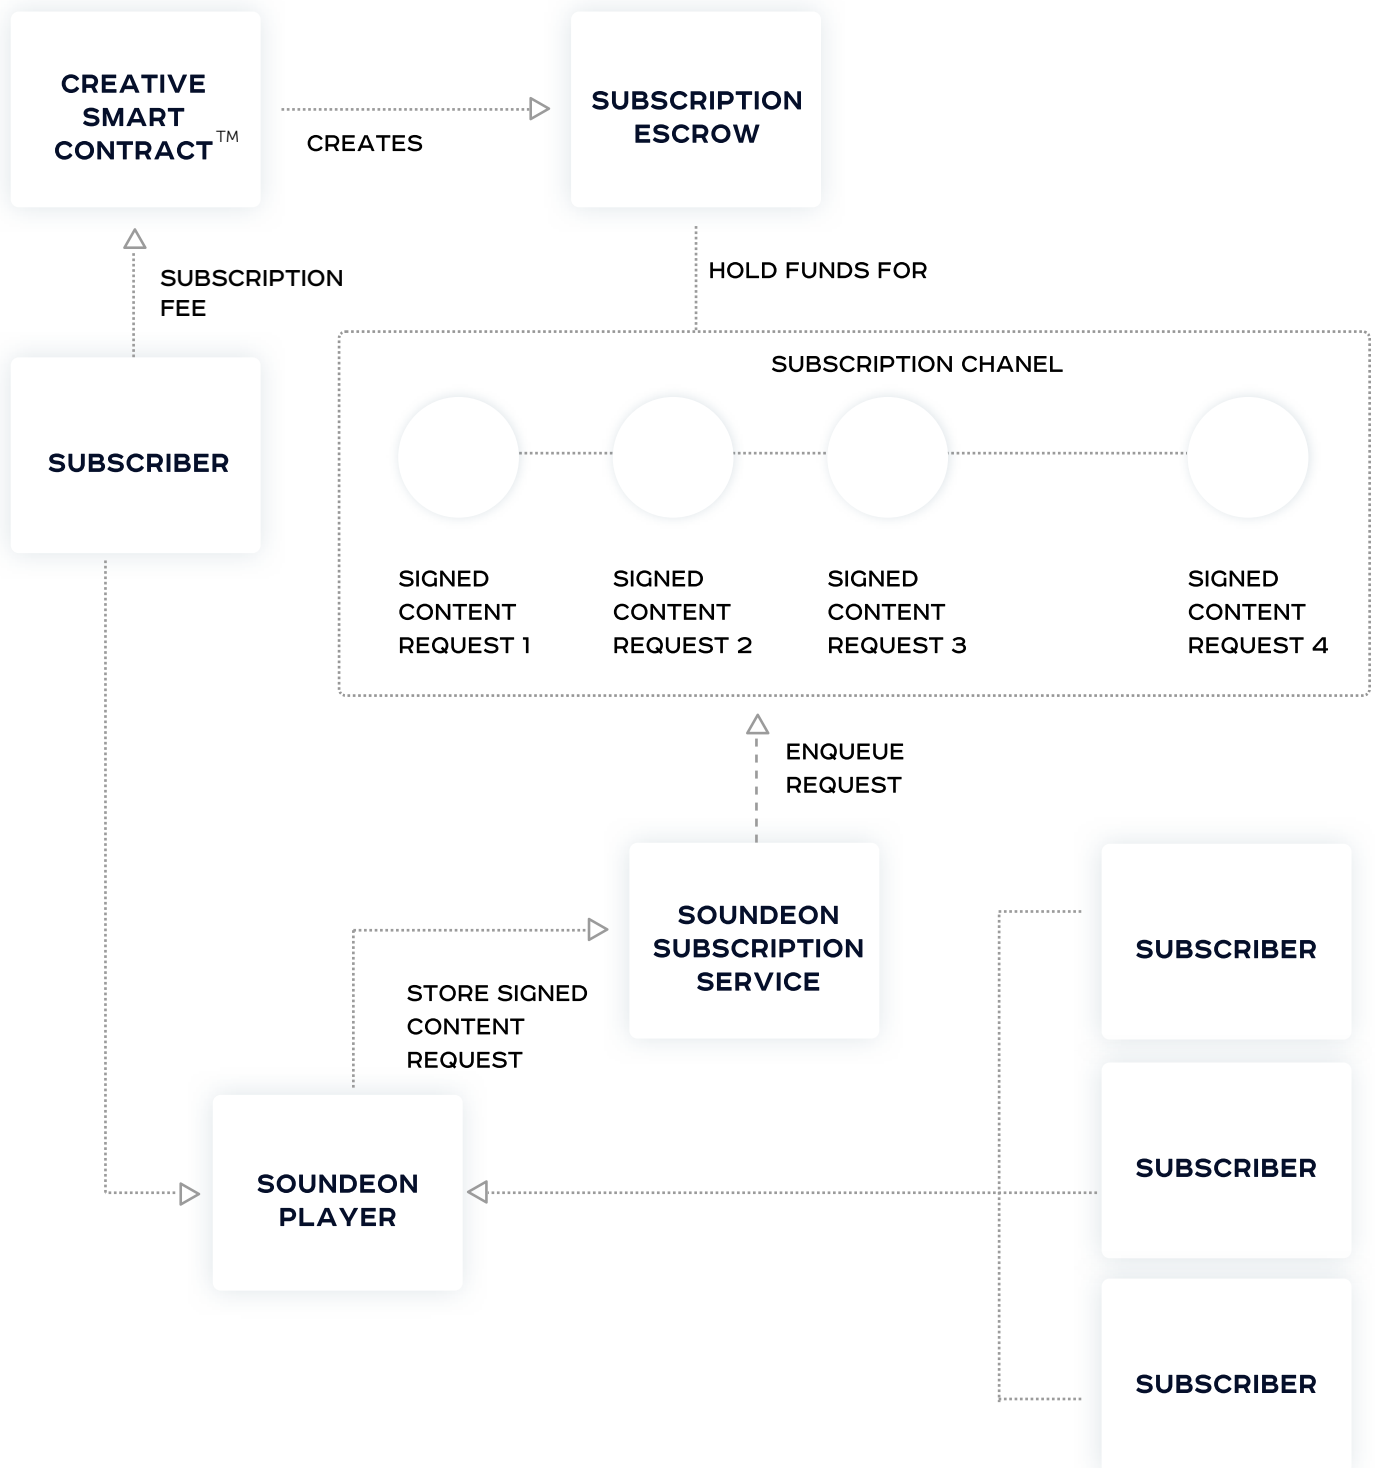 CREATIVE
SMART
CONTRACT™
CREATES
SUBSCRIPTION
ESCROW
SUBSCRIPTION
FEE
HOLD FUNDS FOR
SUBSCRIBER
SUBSCRIPTION CHANEL
SIGNED
CONTENT
REQUEST 1
SIGNED
CONTENT
REQUEST 2
SIGNED
CONTENT
REQUEST 3
SIGNED
CONTENT
REQUEST 4
ENQUEUE
REQUEST
SOUNDEON
SUBSCRIPTION
SERVICE
STORE SIGNED
CONTENT
REQUEST
SOUNDEON
PLAYER
SUBSCRIBER
SUBSCRIBER
SUBSCRIBER